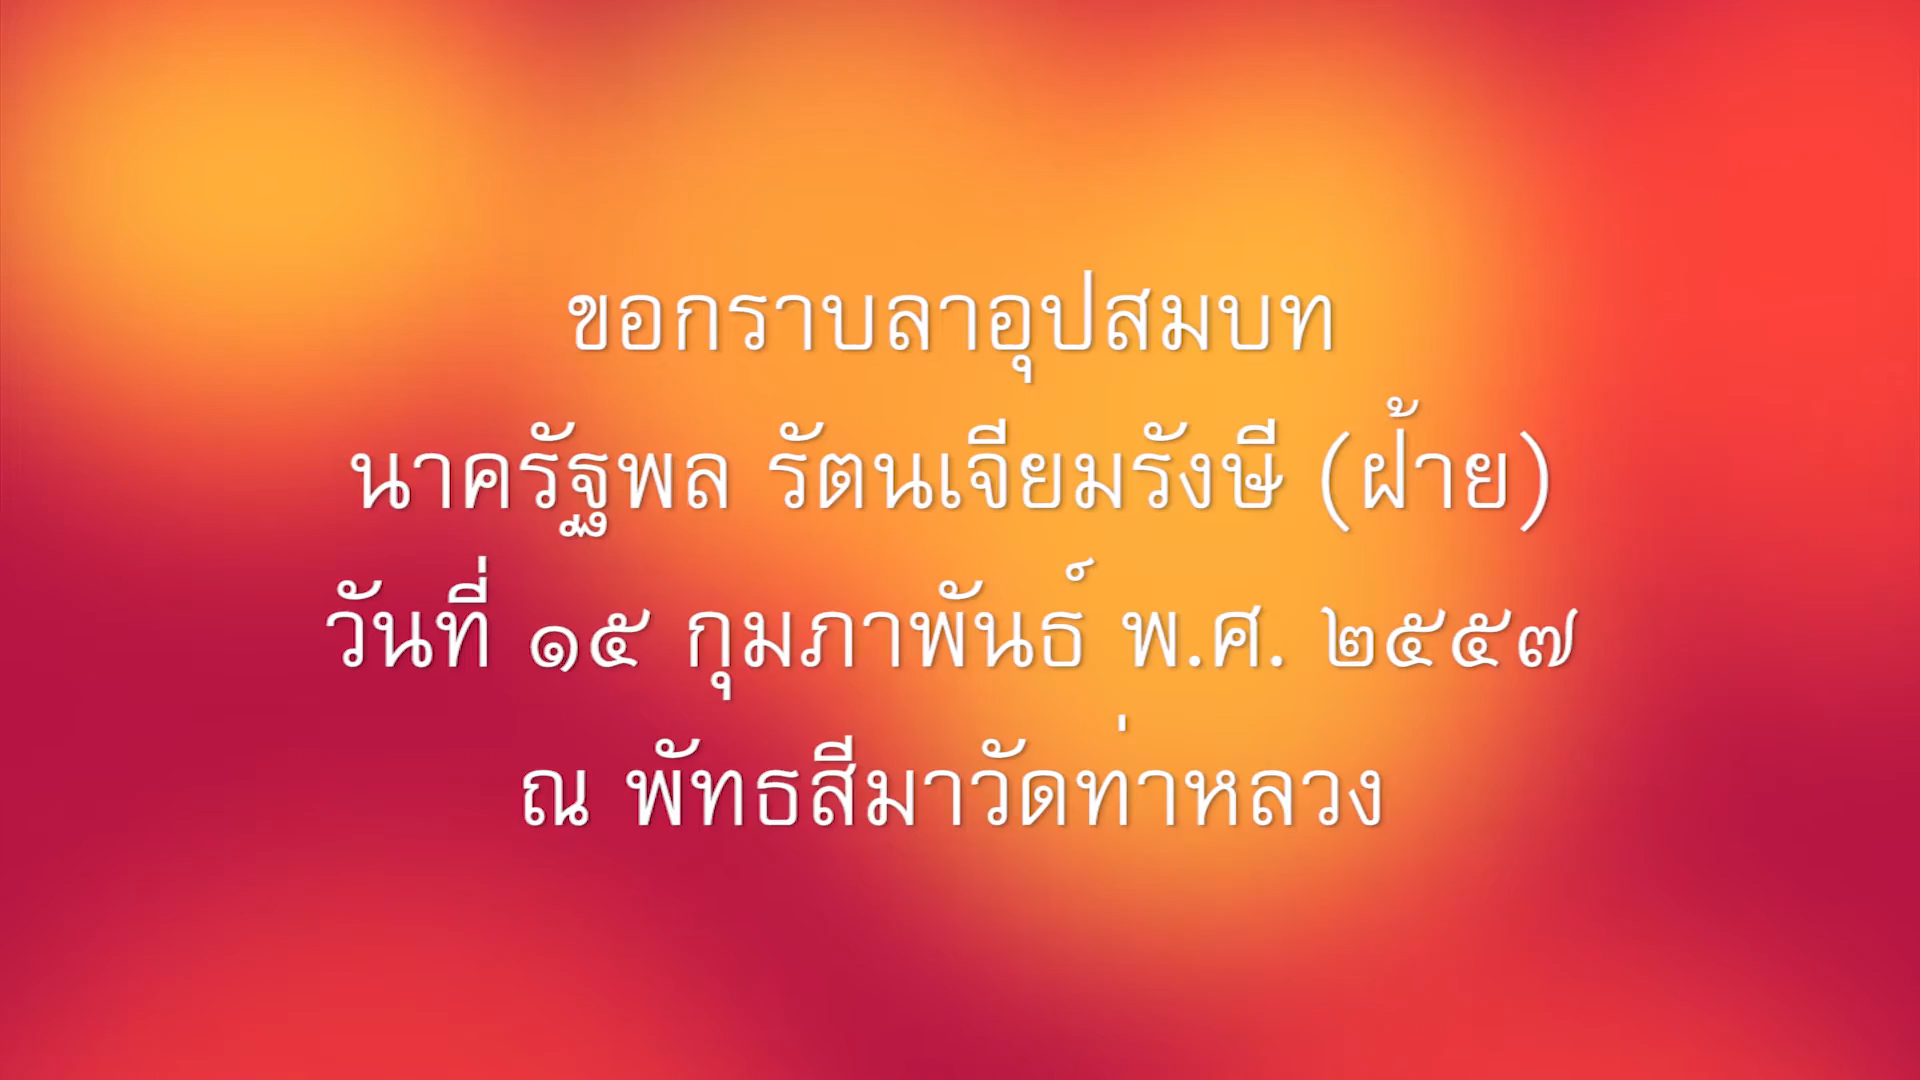 ขอกราบลาอุปสมบท
นาครัฐพล รัตนเจียมรังษี (ฝ้าย)
วันที่ ๑๕ กุมภาพันธ์ พ.ศ. ๒๕๕๗
ณ พัทธสีมาวัดท่าหลวง